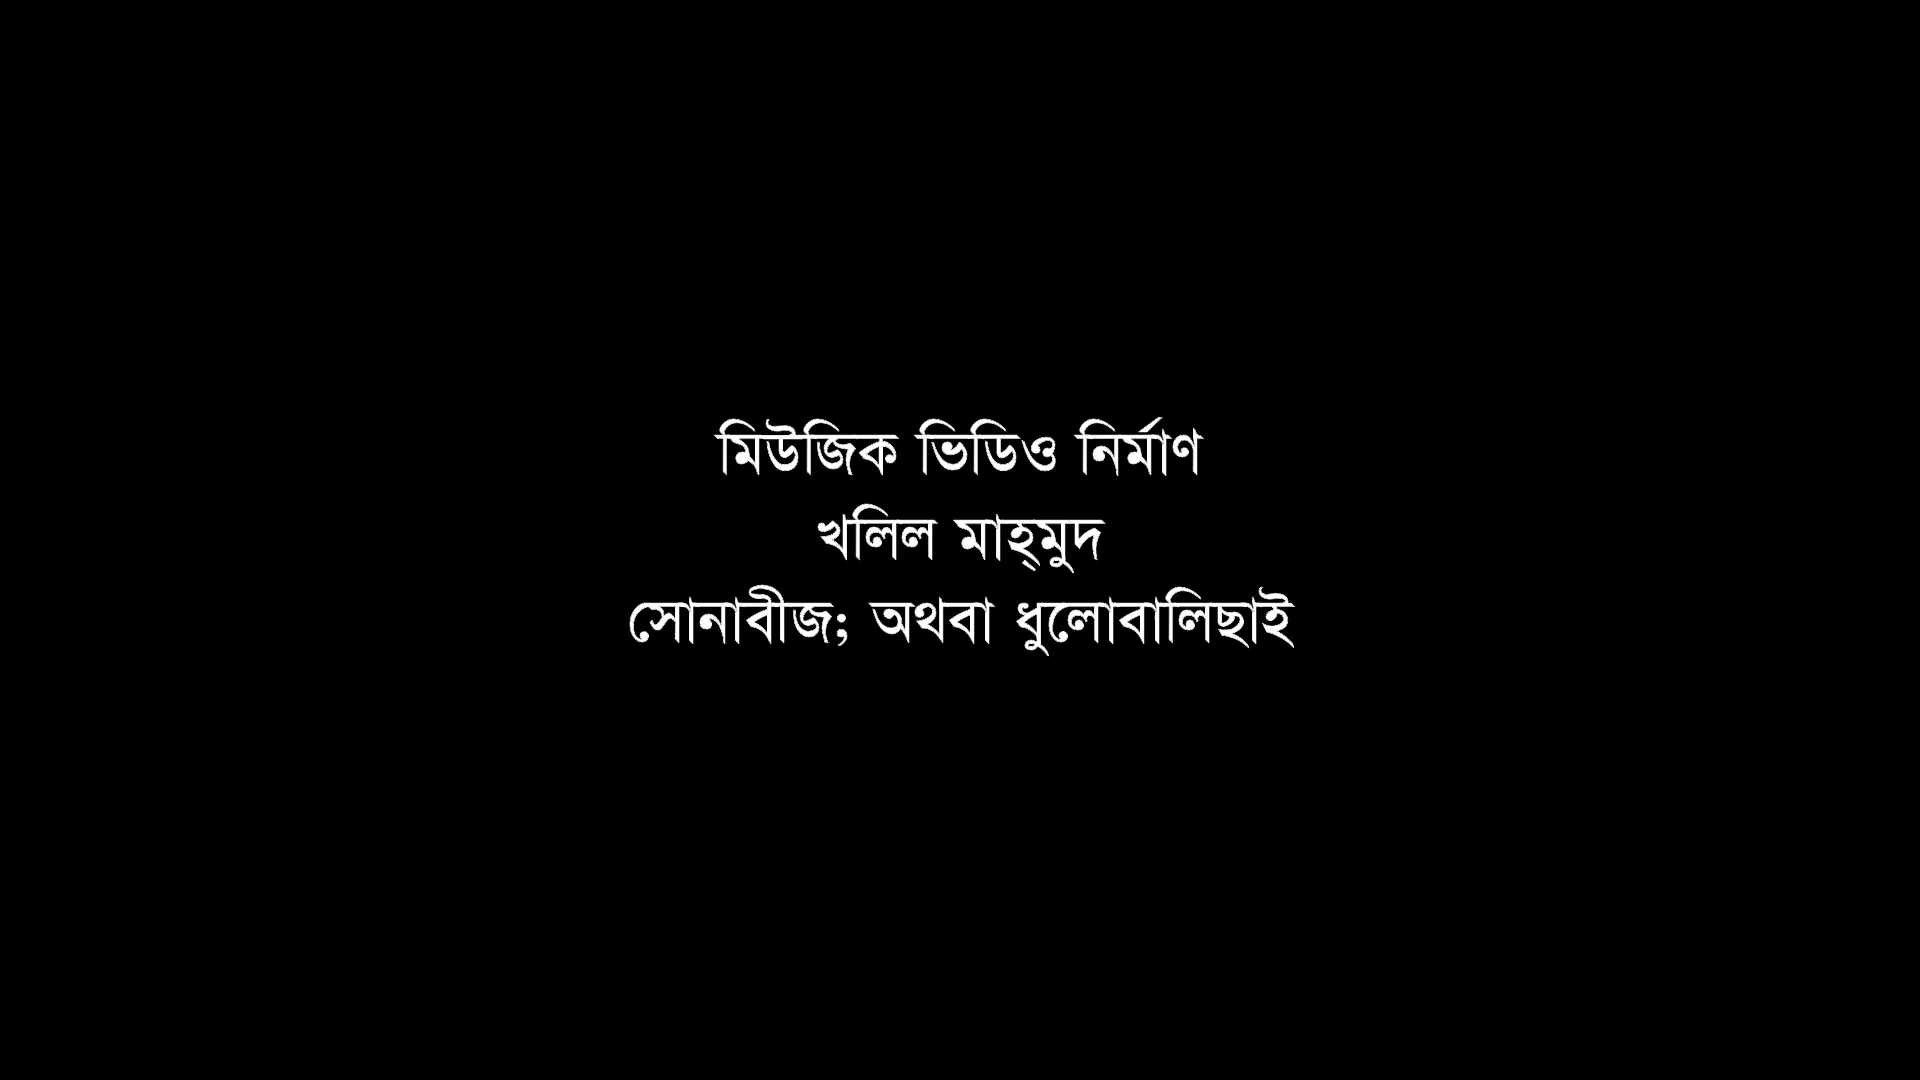 মিউজিক ভিডিও নির্মাণ
খলিল মাহ্‌মুদ
সোনাবীজ; অথবা ধুলোবালিছাই